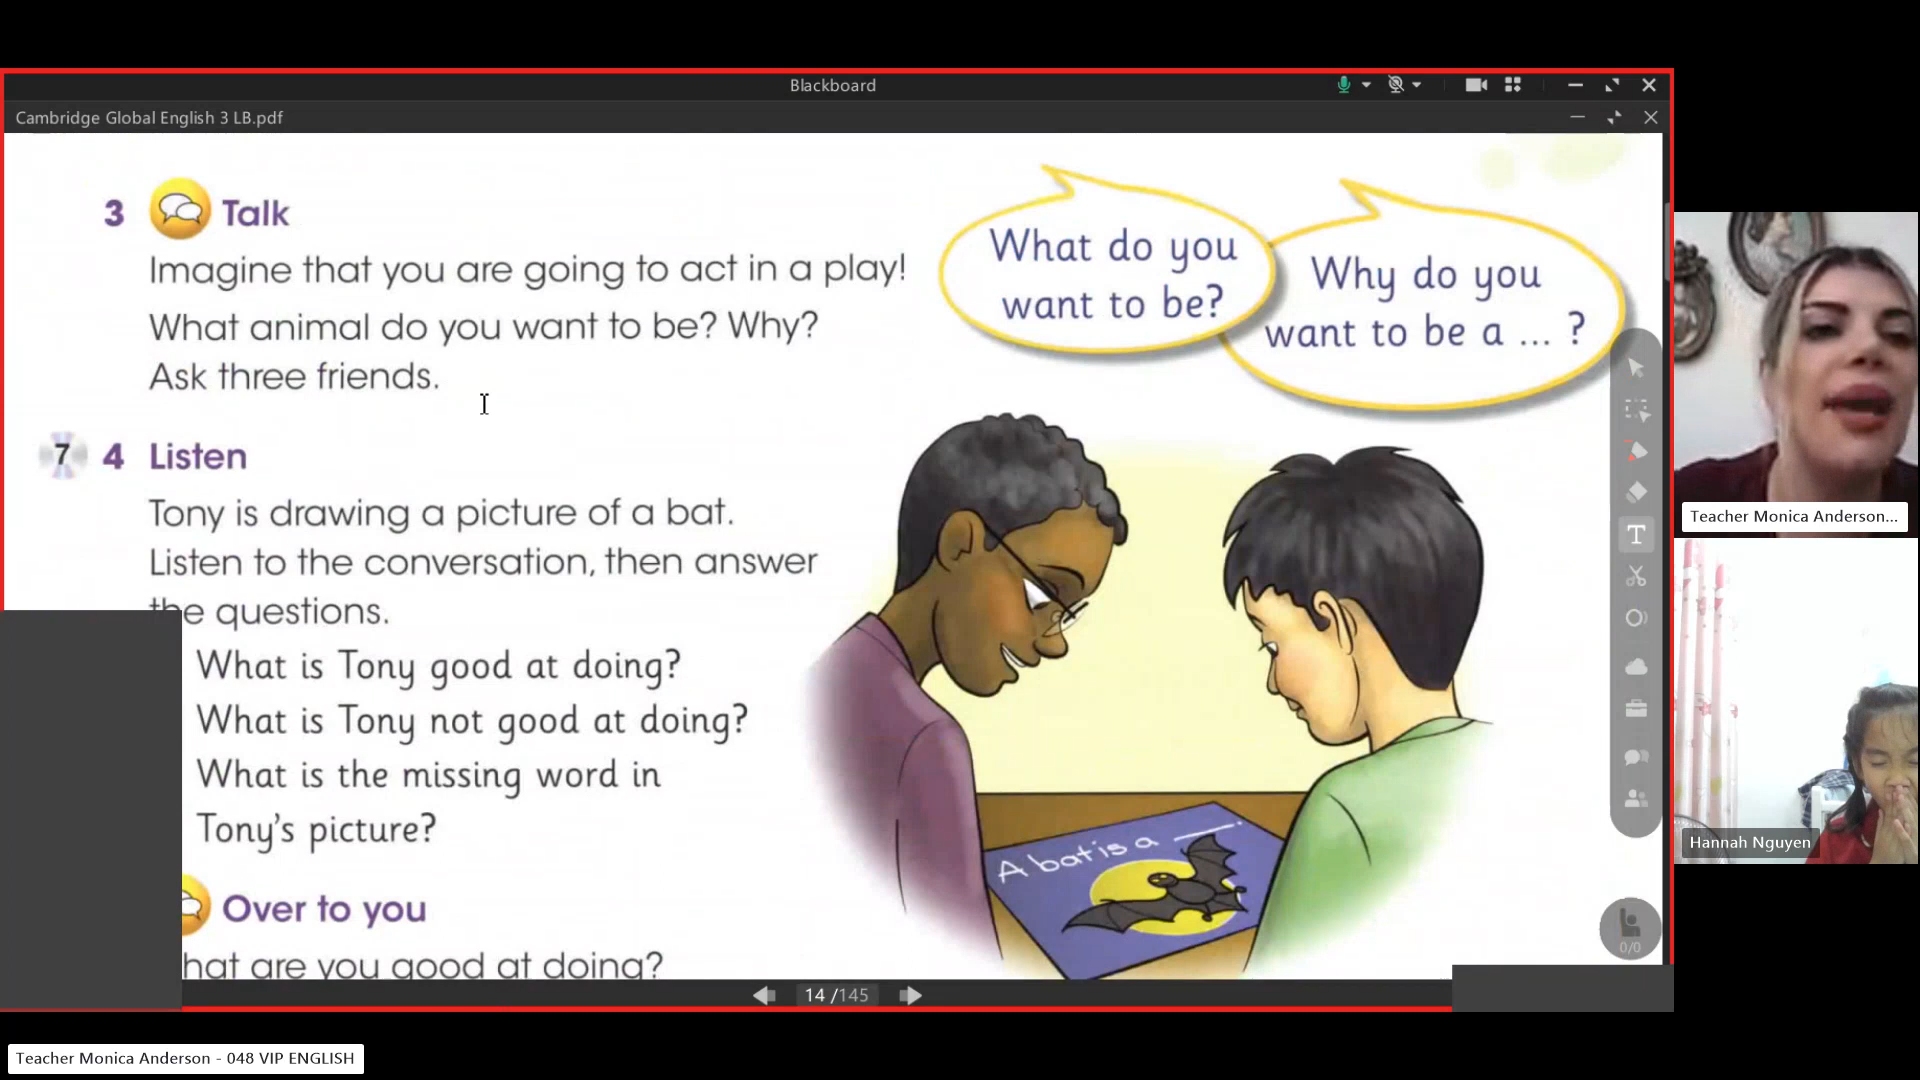 Blackboard
Cambridge Global English 3 LB.pdf
3 Talk
Imagine that you are going to act in a play!
What animal do you want to be? Why?
Ask three friends.
What do you
want to be?
Why do you
want to be a ... ?
7 4 Listen
Tony is drawing a picture of a bat.
Listen to the conversation, then answer
the questions.
What is Tony good at doing?
What is Tony not good at doing?
What is the missing word in
Tony's picture?
A bat is a ___.
Over to you
hat are you good at doing?
T
0/0
14 /145
Teacher Monica Anderson...
Hannah Nguyen
Teacher Monica Anderson - 048 VIP ENGLISH